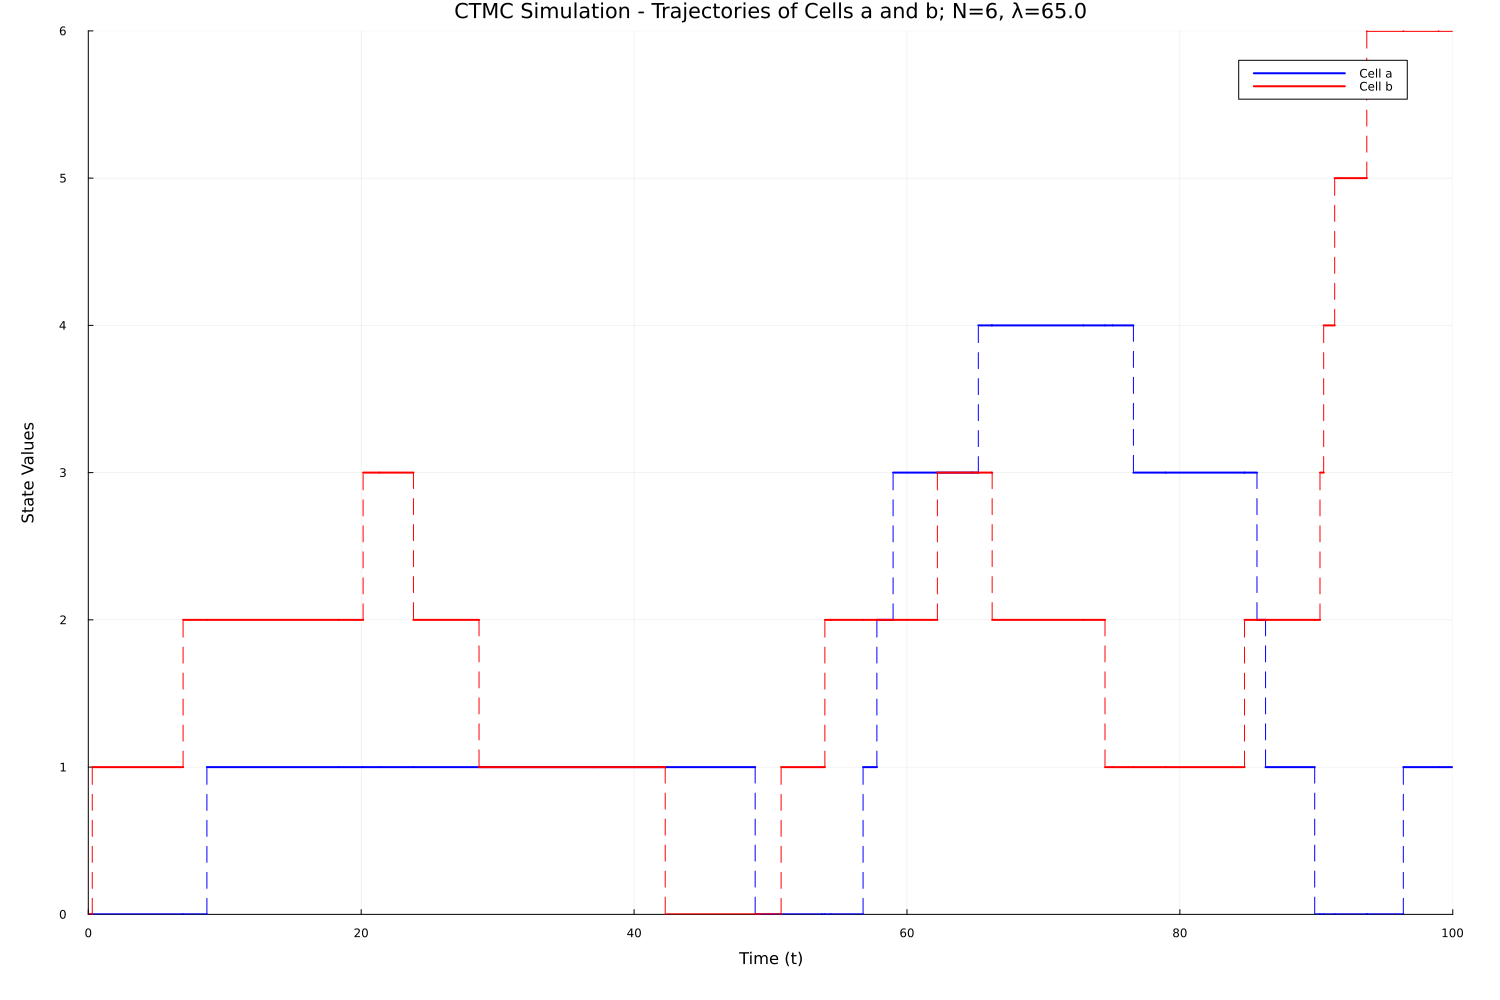 CTMC Simulation - Trajectories of Cells a and b; N=6, λ=65.0
6
Cell a
Cell b
5
4
State Values
3
2
1
0
0 20 40 60 80 100
Time (t)